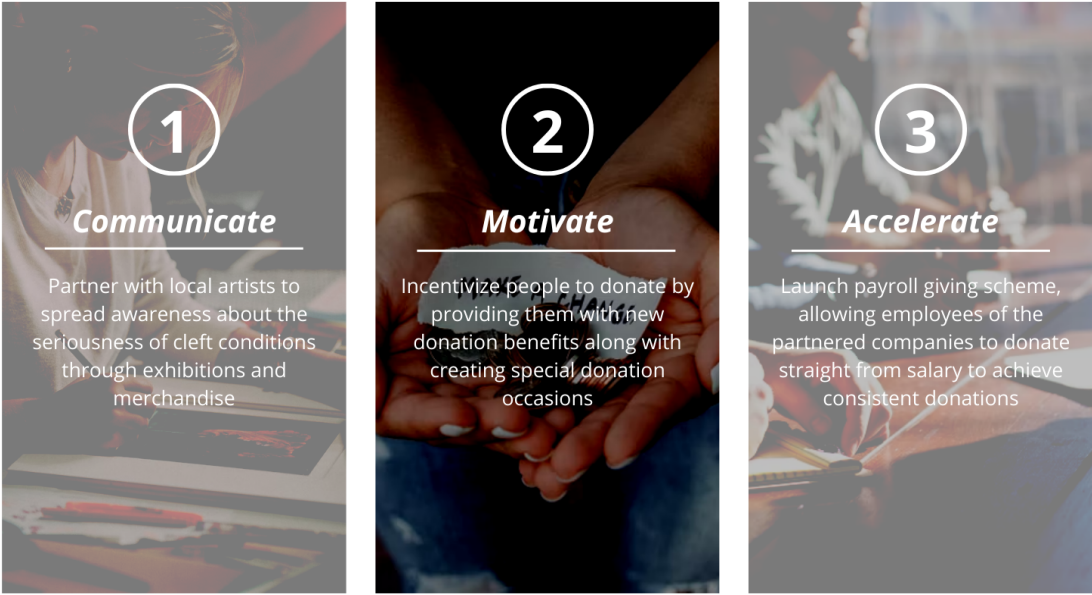 1
Communicate
Partner with local artists to
spread awareness about the
seriousness of cleft conditions
through exhibitions and
merchandise
2
Motivate
MAKE A CHANGE
Incentivize people to donate by
providing them with new
donation benefits along with
creating special donation
occasions
3
Accelerate
Launch payroll giving scheme,
allowing employees of the
partnered companies to donate
straight from salary to achieve
consistent donations